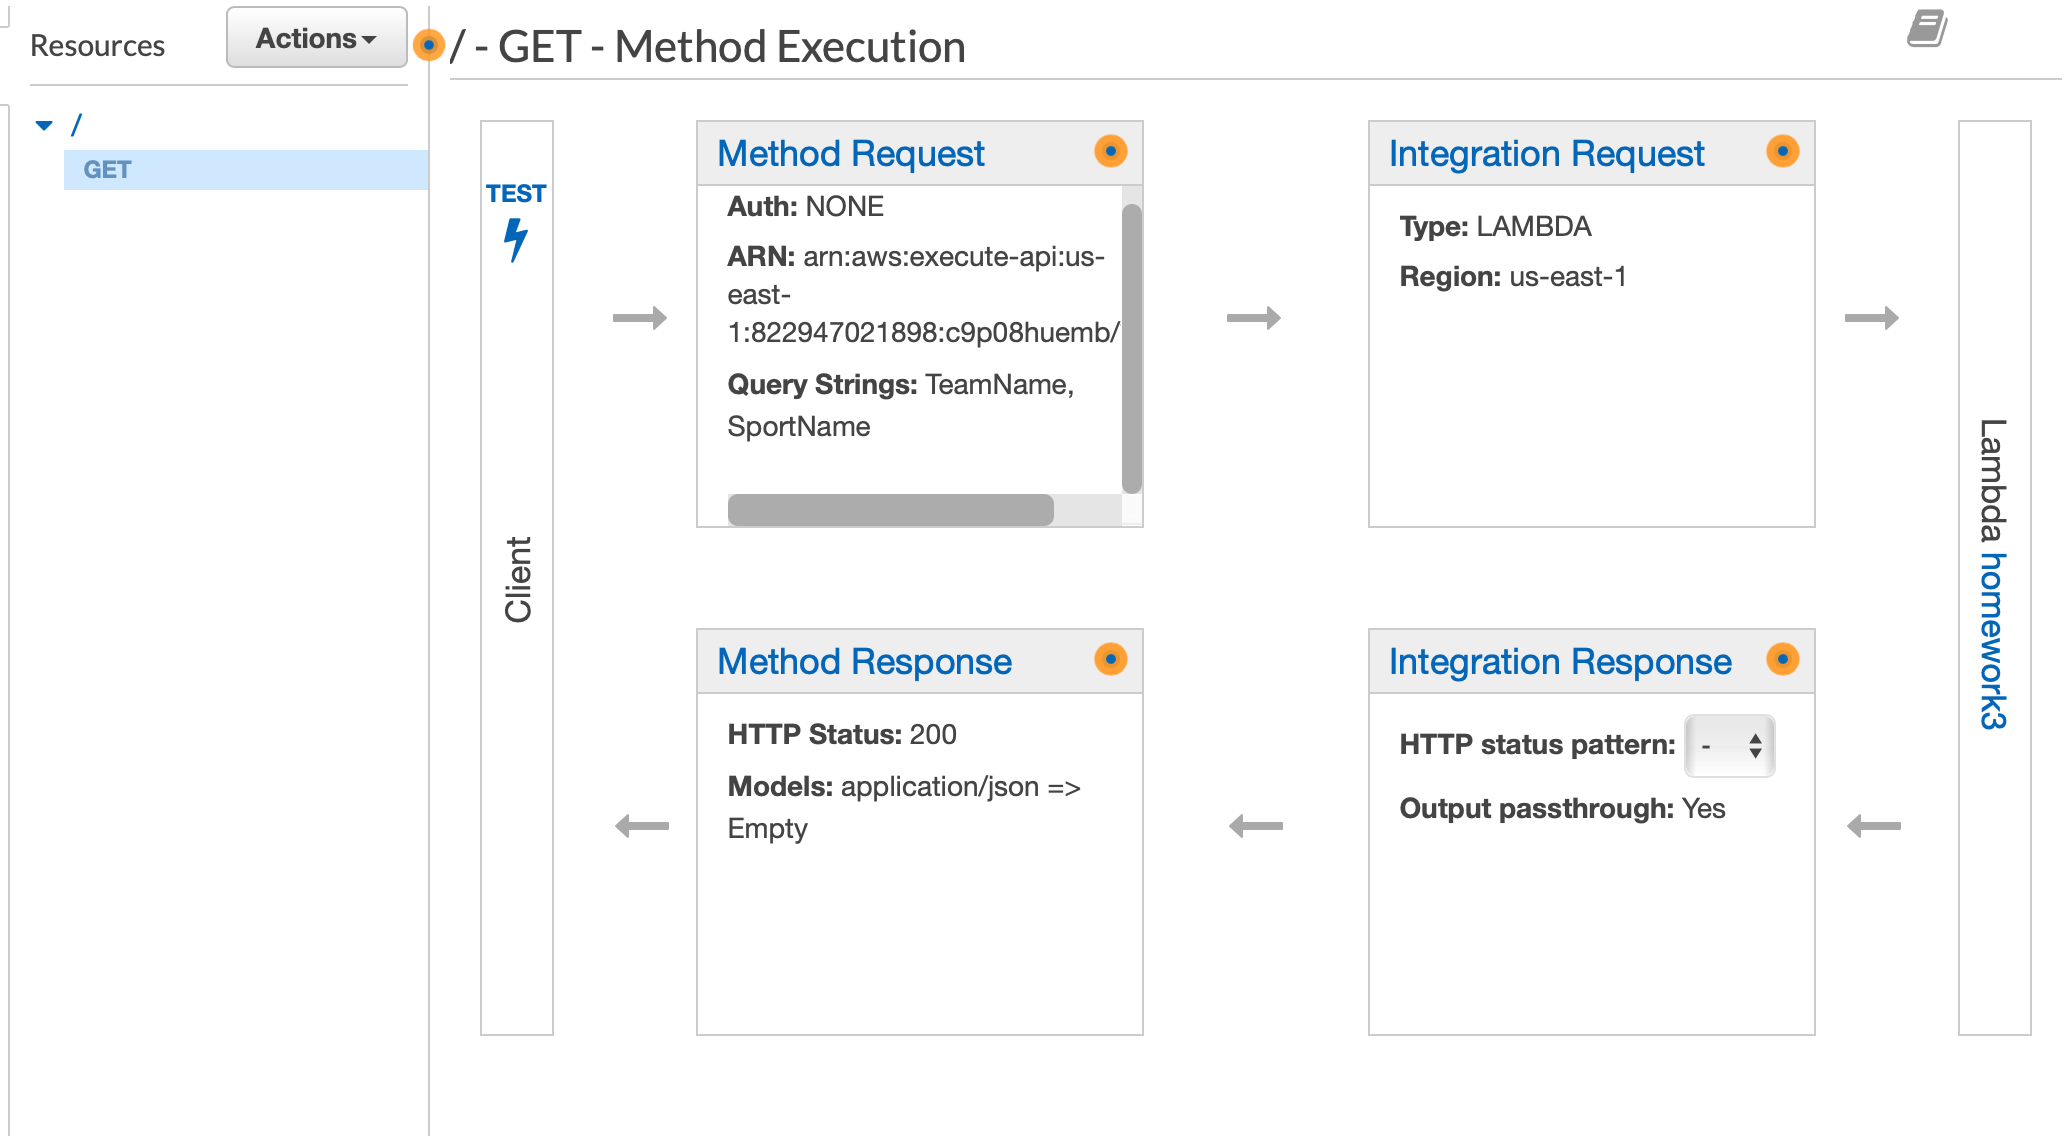 Resources
Actions
/ - GET - Method Execution
/
GET
TEST
Client
Method Request
Auth: NONE
ARN: arn:aws:execute-api:us-
east-
1:822947021898:c9p08huemb/
Query Strings: TeamName,
SportName
Integration Request
Type: LAMBDA
Region: us-east-1
Lambda homework3
Method Response
HTTP Status: 200
Models: application/json =>
Empty
Integration Response
HTTP status pattern: -
Output passthrough: Yes